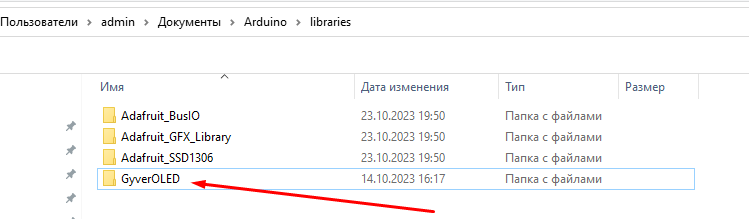 Пользователи > admin > Документы > Arduino > libraries
Имя Дата изменения Тип Размер
Adafruit_BusIO 23.10.2023 19:50 Папка с файлами
Adafruit_GFX_Library 23.10.2023 19:50 Папка с файлами
Adafruit_SSD1306 23.10.2023 19:50 Папка с файлами
GyverOLED 14.10.2023 16:17 Папка с файлами